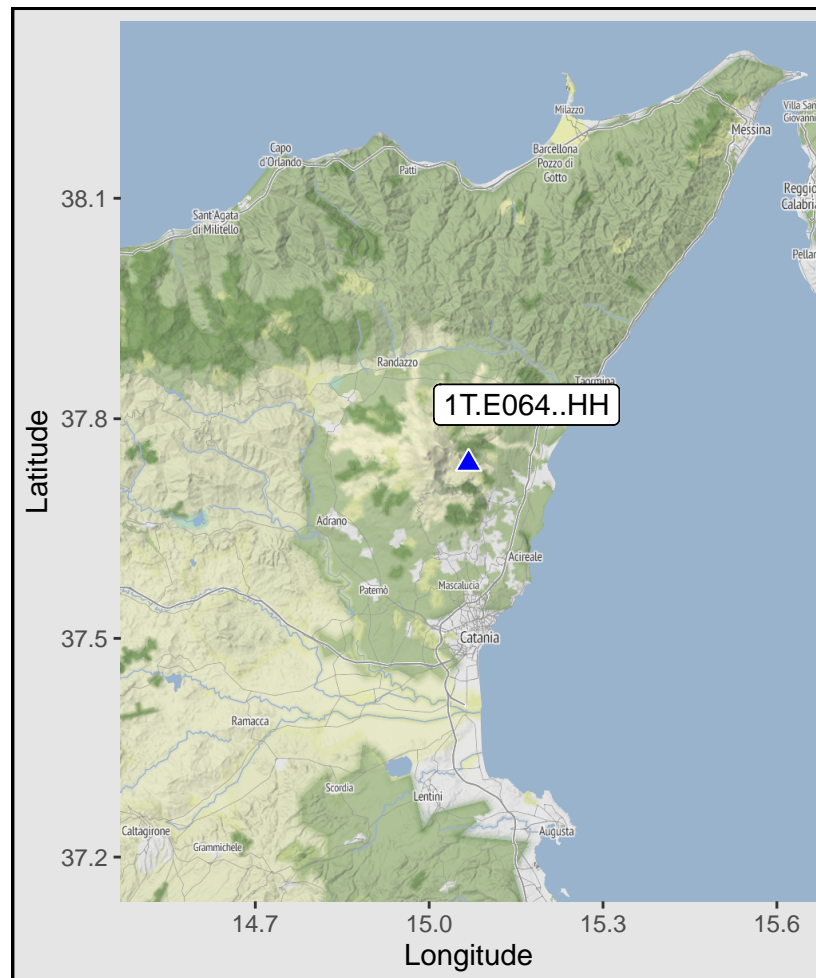 Milazzo
Villa San
Giovanni
Messina
Capo
d'Orlando
Barcellona
Pozzo di
Gotto
Patti
Reggio
Calabria
38.1
Sant'Agata
di Militello
Pellar
Randazzo
Taormina
1T.E064..HH
37.8
Latitude
Adrano
Acireale
Mascalucia
Paternò
37.5
Catania
Ramacca
Scordia
Lentini
Caltagirone
Augusta
Grammichele
37.2
14.7
15.0
15.3
15.6
Longitude